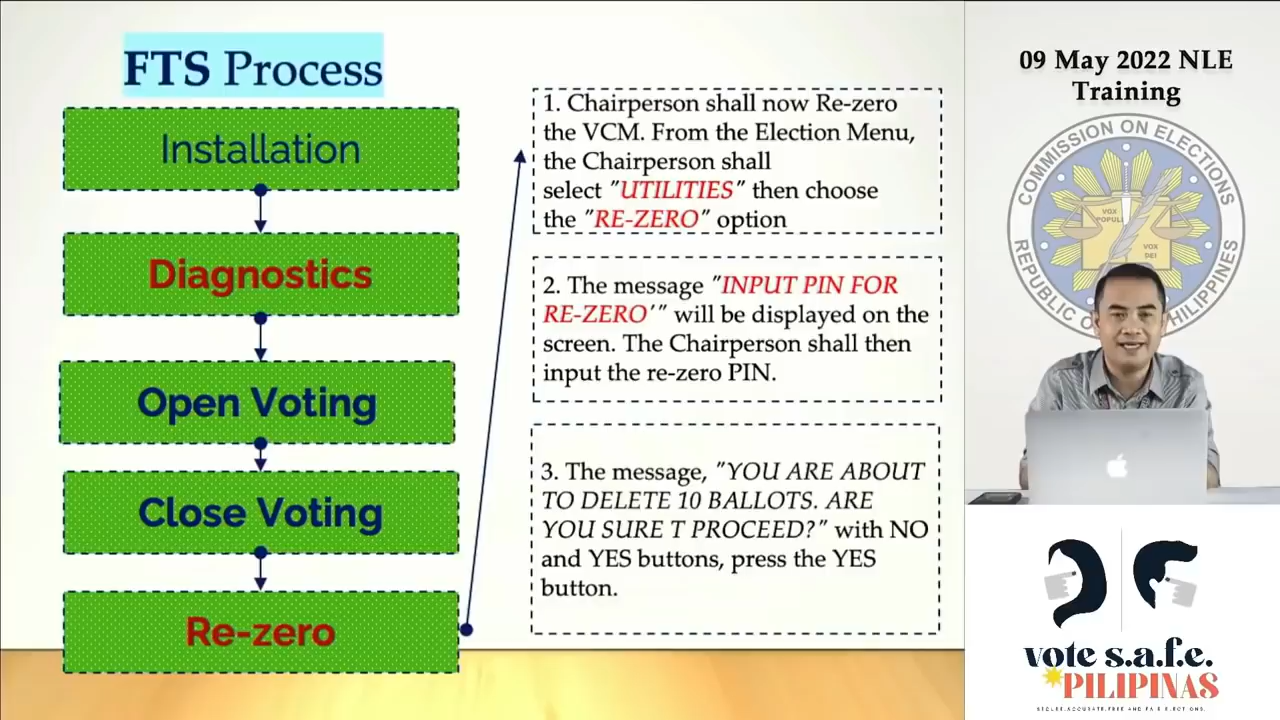 FTS Process
Installation
Diagnostics
Open Voting
Close Voting
Re-zero
1. Chairperson shall now Re-zero
the VCM. From the Election Menu,
the Chairperson shall
select "UTILITIES" then choose
the "RE-ZERO" option
2. The message "INPUT PIN FOR
RE-ZERO'" will be displayed on the
screen. The Chairperson shall then
input the re-zero PIN.
3. The message, "YOU ARE ABOUT
TO DELETE 10 BALLOTS. ARE
YOU SURE T PROCEED?" with NO
and YES buttons, press the YES
button.
09 May 2022 NLE
Training
COMMISSION ON ELECTIONS
REPUBLIC O PHILIPPINES
VOX
POPULI
VOX
DEI
vote s.a.f.e.
PILIPINAS